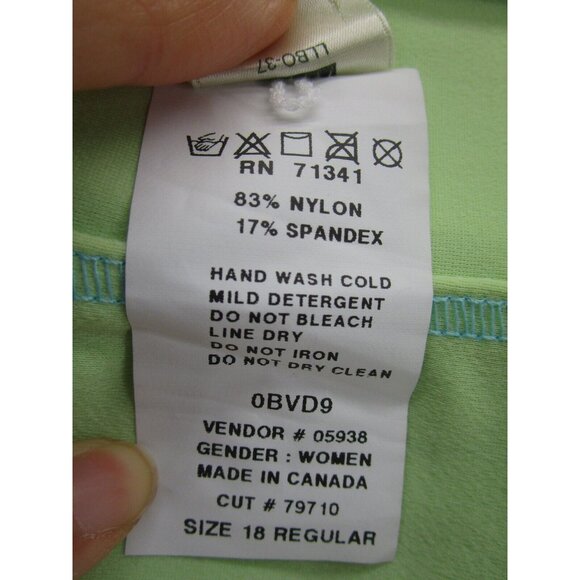 LLBO-37
RN 71341
83% NYLON
17% SPANDEX
HAND WASH COLD
MILD DETERGENT
DO NOT BLEACH
LINE DRY
DO NOT IRON
DO NOT DRY CLEAN
0BVD9
VENDOR # 05938
GENDER : WOMEN
MADE IN CANADA
CUT # 79710
SIZE 18 REGULAR